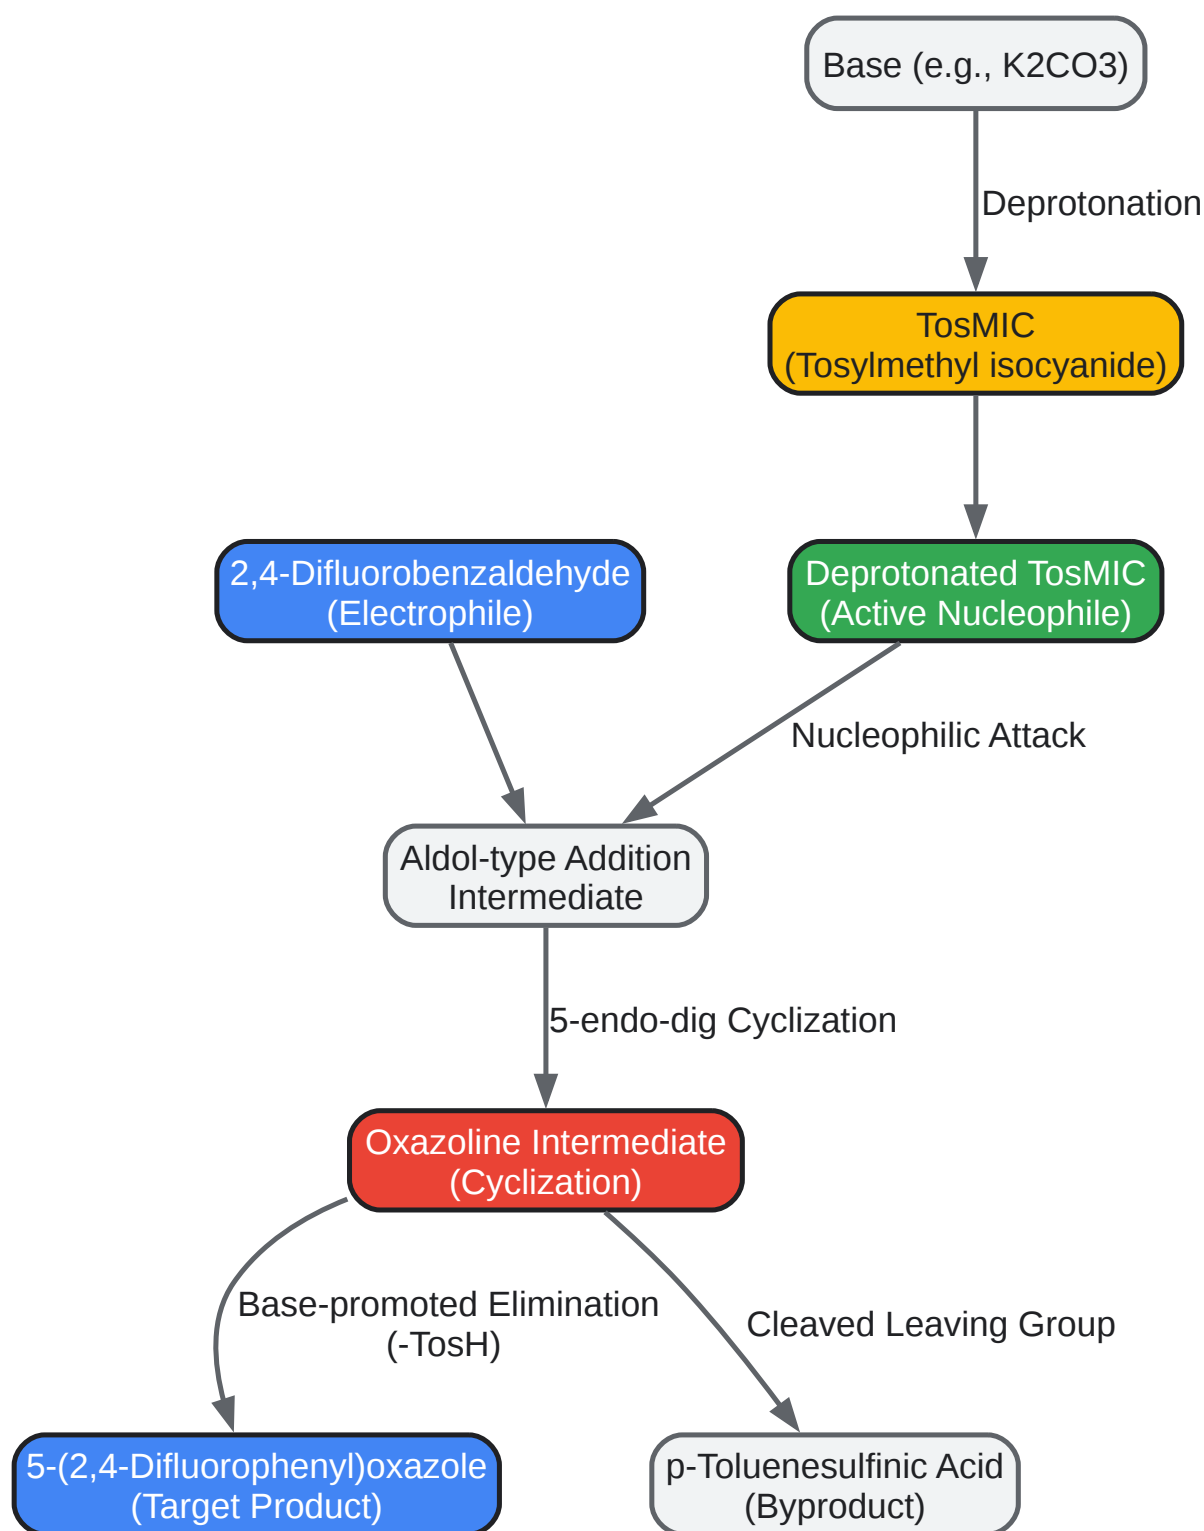 Base (e.g., K2CO3)
Deprotonation
TosMIC
(Tosylmethyl isocyanide)
2,4-Difluorobenzaldehyde
(Electrophile)
Deprotonated TosMIC
(Active Nucleophile)
Nucleophilic Attack
Aldol-type Addition
Intermediate
5-endo-dig Cyclization
Oxazoline Intermediate
(Cyclization)
Base-promoted Elimination
(-TosH)
Cleaved Leaving Group
5-(2,4-Difluorophenyl)oxazole
(Target Product)
p-Toluenesulfinic Acid
(Byproduct)